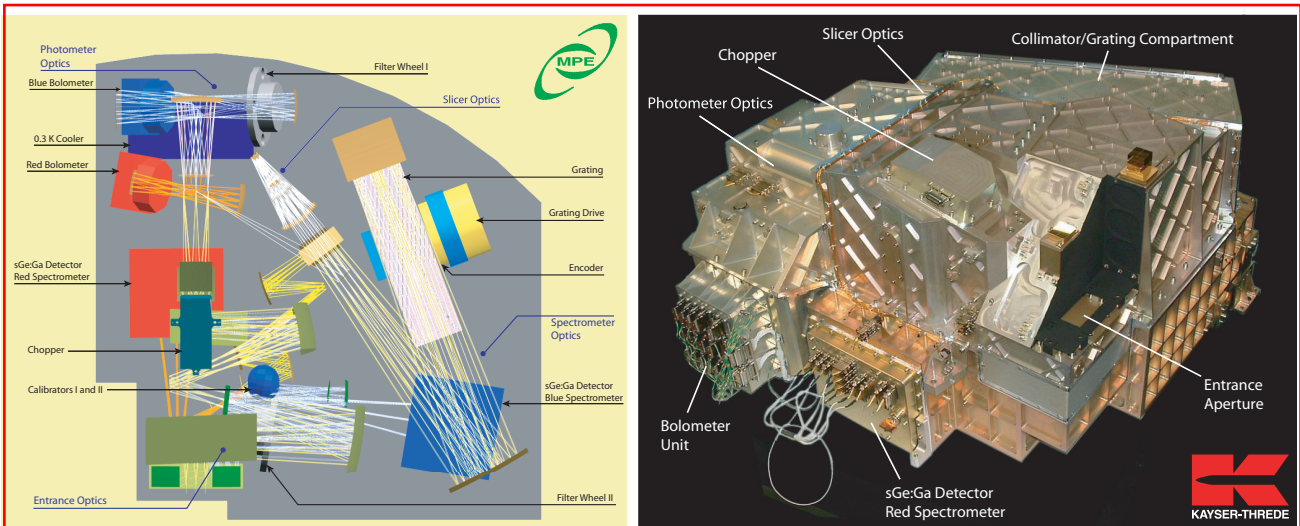 Photometer
Optics
Blue Bolometer
0.3 K Cooler
Red Bolometer
sGe:Ga Detector
Red Spectrometer
Chopper
Calibrators I and II
Entrance Optics
Filter Wheel I
Slicer Optics
MPE
Grating
Grating Drive
Encoder
Spectrometer
Optics
sGe:Ga Detector
Blue Spectrometer
Filter Wheel II
Slicer Optics
Collimator/Grating Compartment
Chopper
Photometer Optics
Bolometer
Unit
sGe:Ga Detector
Red Spectrometer
Entrance
Aperture
KAYSER-THREDE